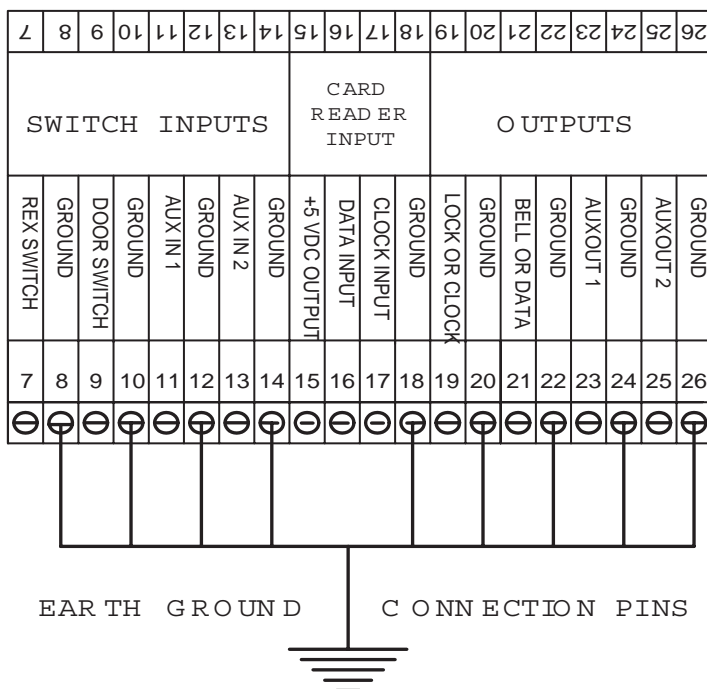 7 8 9 10 11 12 13 14 15 16 17 18 19 20 21 22 23 24 25 26
SWITCH INPUTS
CARD
READER
INPUT
OUTPUTS
REX SWITCH
GROUND
DOOR SWITCH
GROUND
AUX IN 1
GROUND
AUX IN 2
GROUND
+5 VDC OUTPUT
DATA INPUT
CLOCK INPUT
GROUND
LOCK OR CLOCK
GROUND
BELL OR DATA
GROUND
AUXOUT 1
GROUND
AUXOUT 2
GROUND
7 8 9 10 11 12 13 14 15 16 17 18 19 20 21 22 23 24 25 26
EARTH GROUND CONNECTION PINS